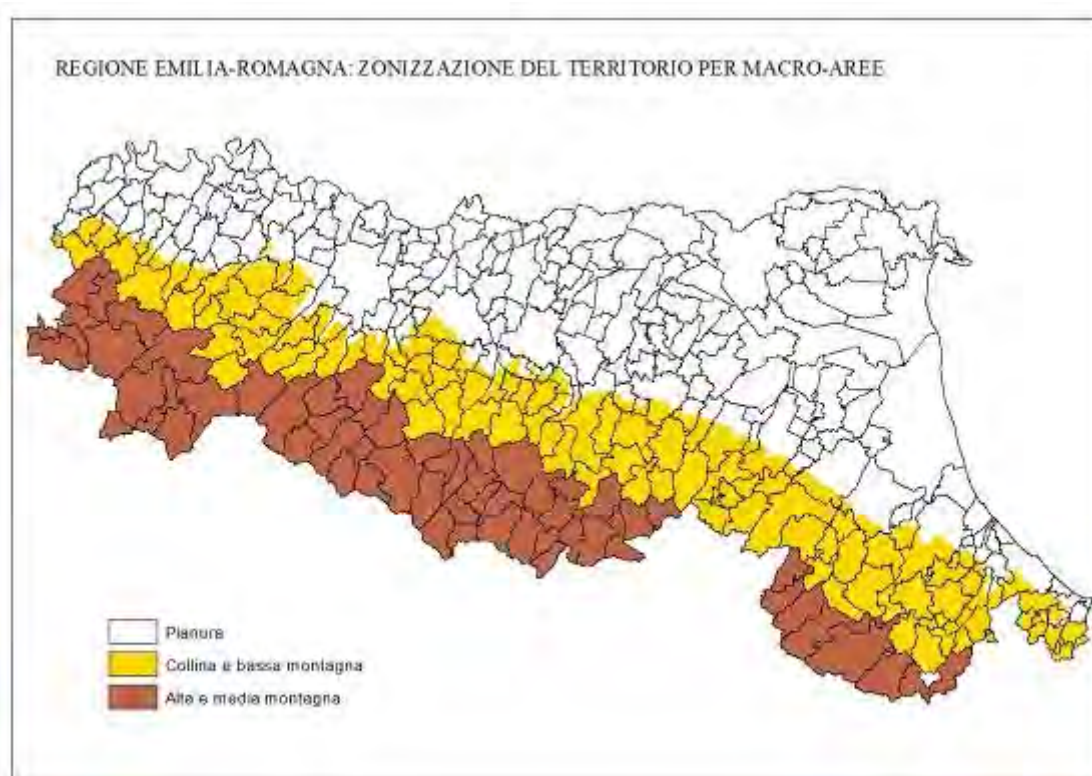 REGIONE EMILIA-ROMAGNA: ZONIZZAZIONE DEL TERRITORIO PER MACRO-AREE
Pianura
Collina e bassa montagna
Alta e media montagna